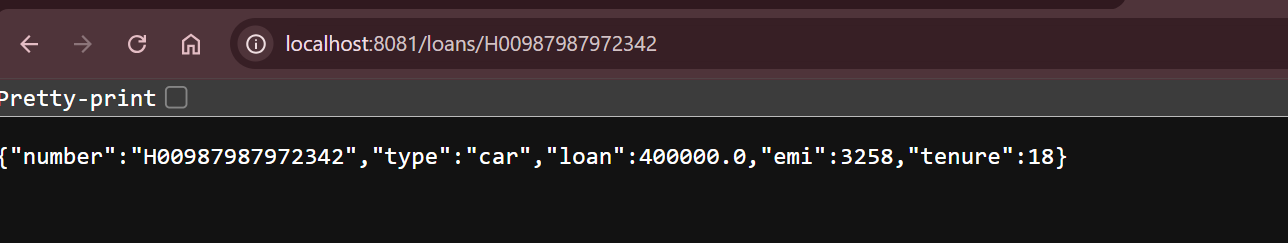 localhost:8081/loans/H00987987972342
Pretty-print
{"number":"H00987987972342","type":"car","loan":400000.0,"emi":3258,"tenure":18}